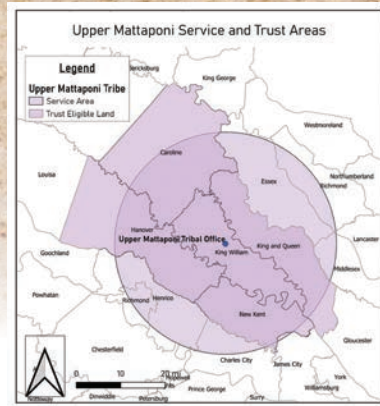 Upper Mattaponi Service and Trust Areas
Legend
Upper Mattaponi Tribe
Service Area
Trust Eligible Land
King George
Westmoreland
Caroline
Essex
Northumberland
Richmond
Louisa
Lancaster
Hanover
Upper Mattaponi Tribal Office
King and Queen
King William
Middlesex
Goochland
Powhatan
Richmond
Henrico
New Kent
Gloucester
Chesterfield
Charles City
James City
York
Williamsburg
0 10 20 mi
Prince George
Surry
Nottoway
Dinwiddie
Petersburg